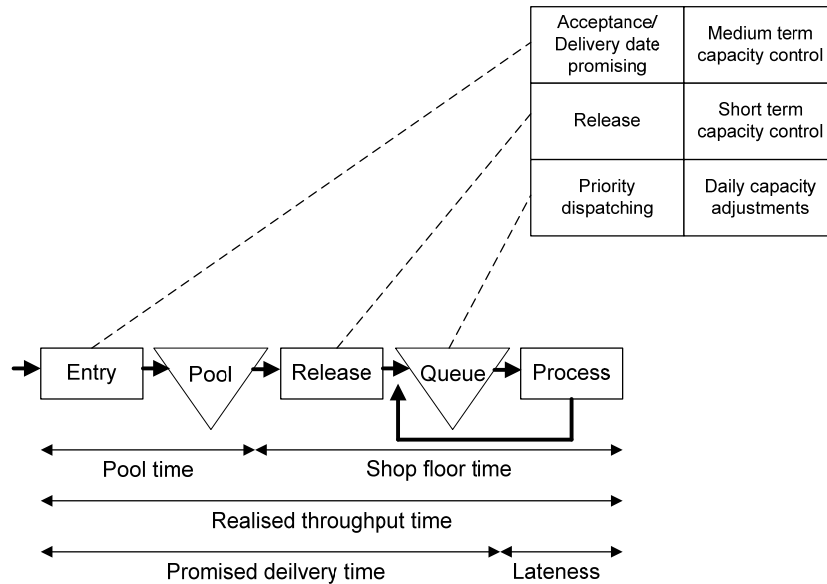 Acceptance/
Delivery date
promising
Medium term
capacity control
Release
Short term
capacity control
Priority
dispatching
Daily capacity
adjustments
Entry
Pool
Release
Queue
Process
Pool time
Shop floor time
Realised throughput time
Promised deilvery time
Lateness